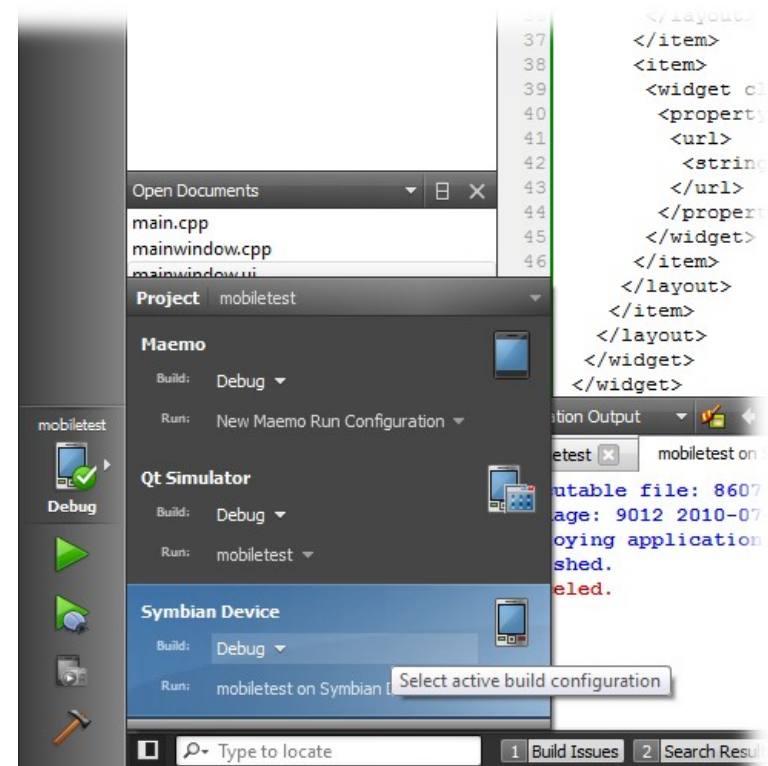 36 </layout>
37 </item>
38 <item>
39 <widget cl
40 <property
41 <url>
42 <string
43 </url>
44 </propert
45 </widget>
46 </item>
</layout>
</item>
</layout>
</widget>
</widget>
Open Documents
main.cpp
mainwindow.cpp
mainwindow.ui
Project mobiletest
Maemo
Build: Debug
Run: New Maemo Run Configuration
Qt Simulator
Build: Debug
Run: mobiletest
Symbian Device
Build: Debug
Run: mobiletest on Symbian D
Select active build configuration
mobiletest
Debug
ation Output
etest mobiletest on
utable file: 8607
age: 9012 2010-07
oying application
shed.
eled.
Type to locate
1 Build Issues 2 Search Resul